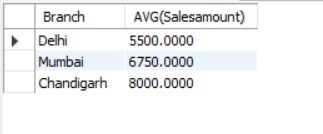 Branch AVG(Salesamount)
Delhi 5500.0000
Mumbai 6750.0000
Chandigarh 8000.0000